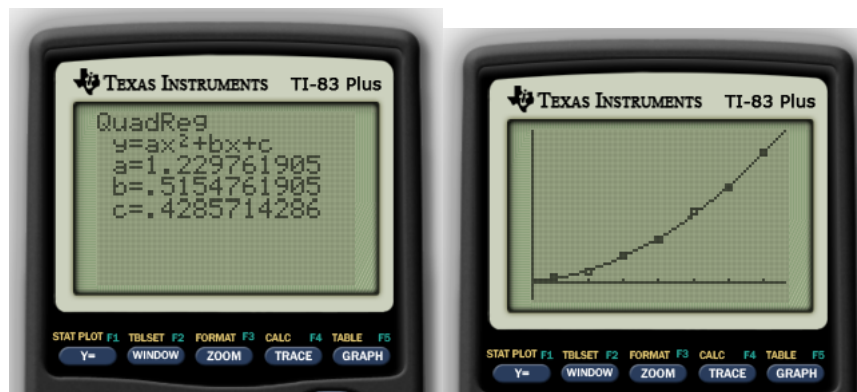 TEXAS INSTRUMENTS TI-83 Plus
QuadReg
y=ax²+bx+c
a=1.229761905
b=.5154761905
c=.4285714286
STAT PLOT F1 TBLSET F2 FORMAT F3 CALC F4 TABLE F5
Y= WINDOW ZOOM TRACE GRAPH
TEXAS INSTRUMENTS TI-83 Plus
STAT PLOT F1 TBLSET F2 FORMAT F3 CALC F4 TABLE F5
Y= WINDOW ZOOM TRACE GRAPH